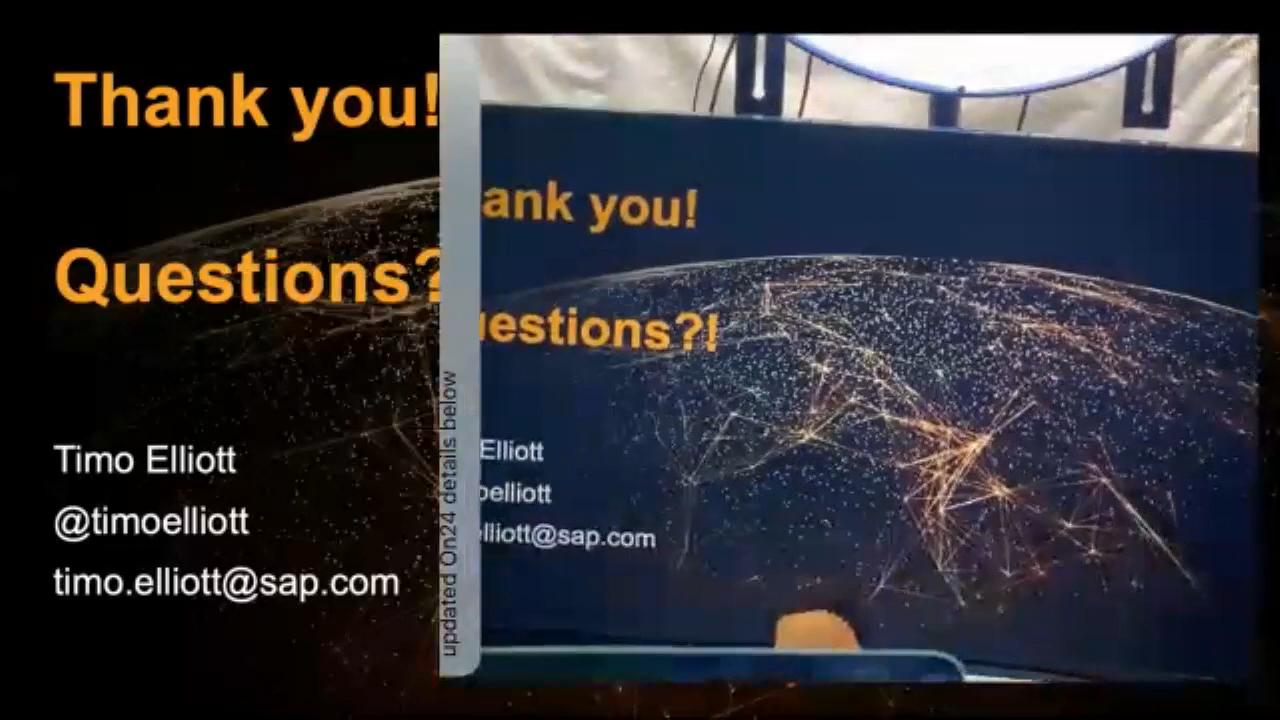 Thank you!
Questions?
Timo Elliott
@timoelliott
timo.elliott@sap.com
updated On24 details below
ank you!
estions?!
Elliott
elliott
elliott@sap.com